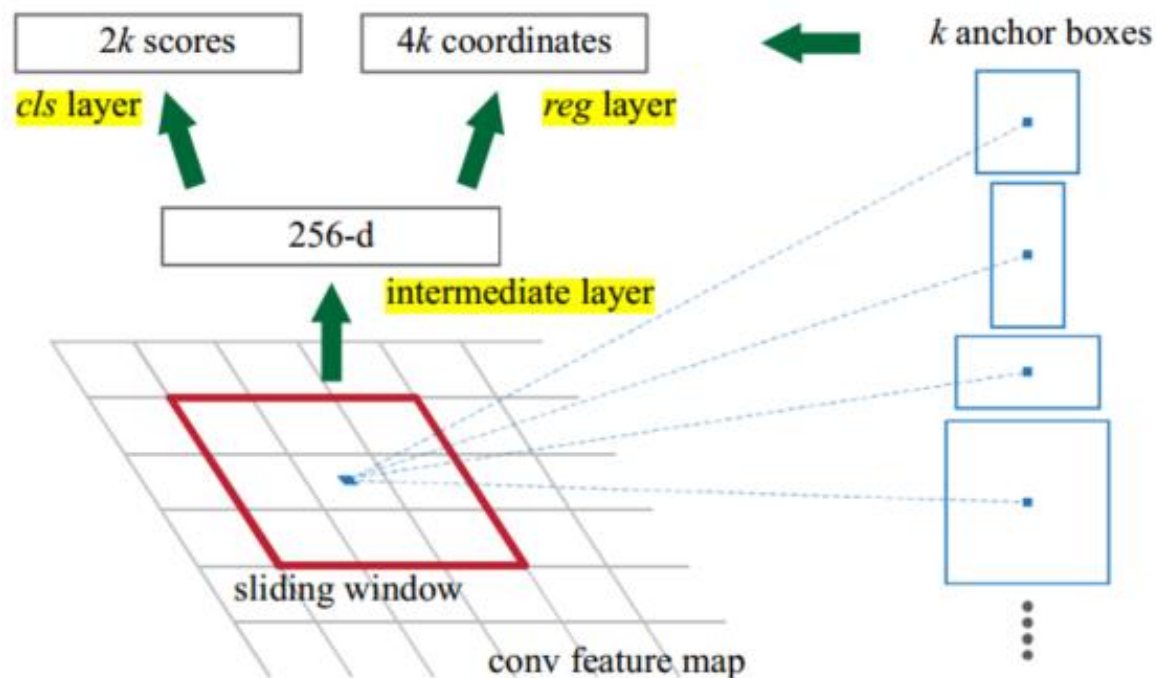 2k scores
4k coordinates
k anchor boxes
cls layer
reg layer
256-d
intermediate layer
sliding window
conv feature map